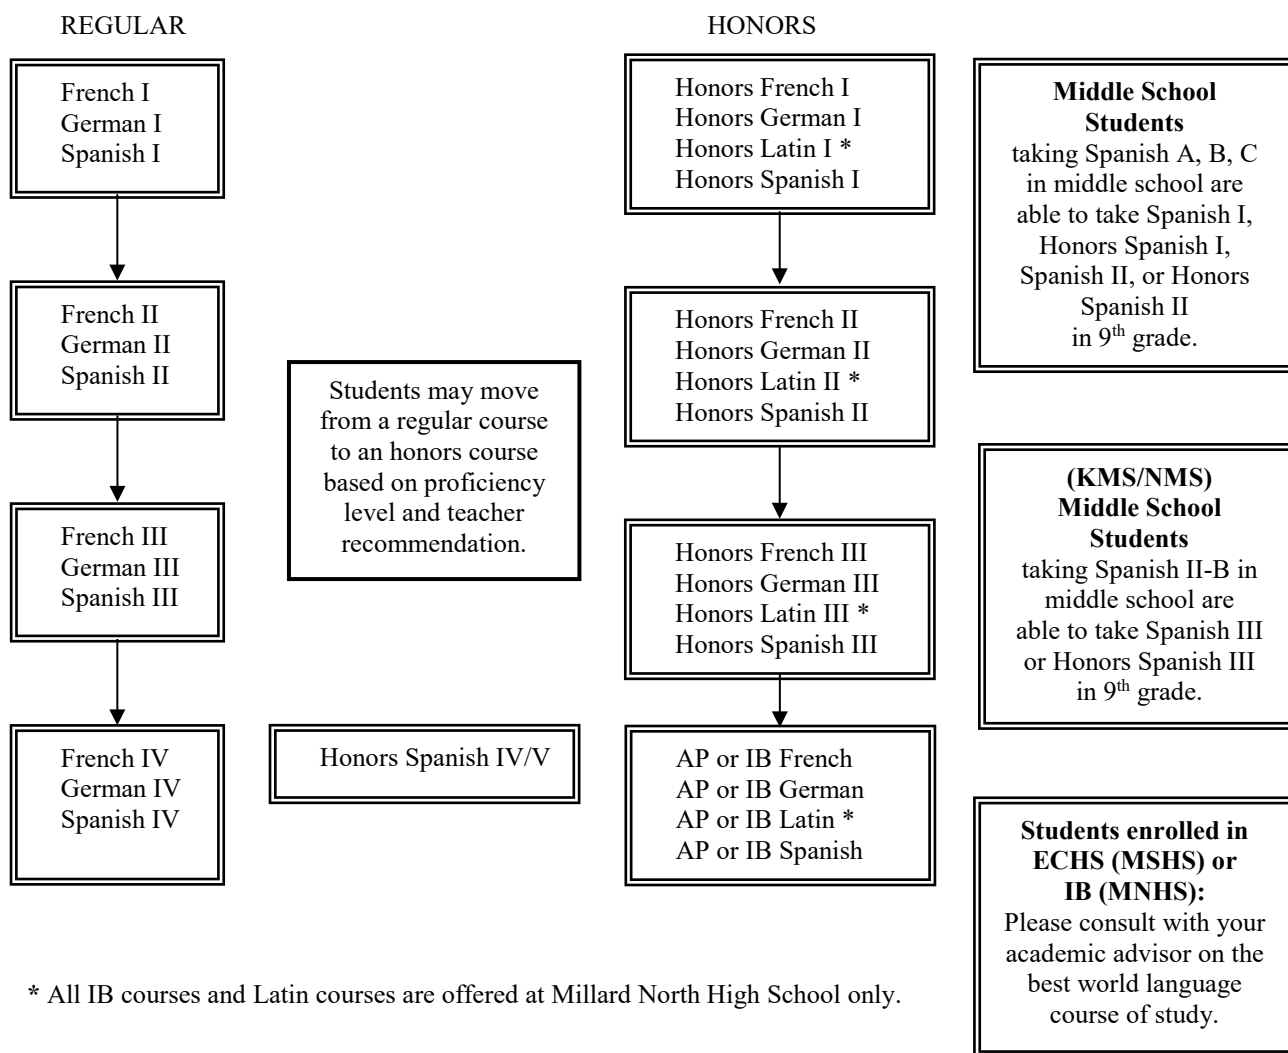 REGULAR
French I
German I
Spanish I
French II
German II
Spanish II
French III
German III
Spanish III
French IV
German IV
Spanish IV
Students may move
from a regular course
to an honors course
based on proficiency
level and teacher
recommendation.
Honors Spanish IV/V
HONORS
Honors French I
Honors German I
Honors Latin I *
Honors Spanish I
Honors French II
Honors German II
Honors Latin II *
Honors Spanish II
Honors French III
Honors German III
Honors Latin III *
Honors Spanish III
AP or IB French
AP or IB German
AP or IB Latin *
AP or IB Spanish
Middle School
Students
taking Spanish A, B, C
in middle school are
able to take Spanish I,
Honors Spanish I,
Spanish II, or Honors
Spanish II
in 9th grade.
(KMS/NMS)
Middle School
Students
taking Spanish II-B in
middle school are
able to take Spanish III
or Honors Spanish III
in 9th grade.
Students enrolled in
ECHS (MSHS) or
IB (MNHS):
Please consult with your
academic advisor on the
best world language
course of study.
* All IB courses and Latin courses are offered at Millard North High School only.